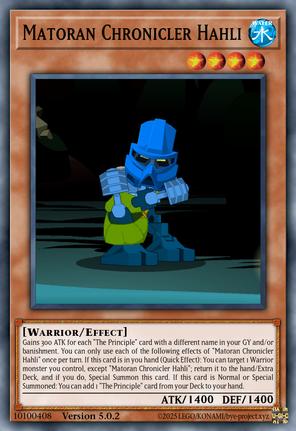 MATORAN CHRONICLER HAHLI
WATER
水
[WARRIOR/EFFECT]
Gains 300 ATK for each "The Principle" card with a different name in your GY and/or
banishment. You can only use each of the following effects of "Matoran Chronicler
Hahli" once per turn. If this card is in your hand (Quick Effect): You can target 1 Warrior
monster you control, except "Matoran Chronicler Hahli"; return it to the hand/Extra
Deck, and if you do, Special Summon this card. If this card is Normal or Special
Summoned: You can add 1 "The Principle" card from your Deck to your hand.
ATK/1400 DEF/1400
10100408 Version 5.0.2 ©2025 LEGO/KONAMI/bye-project.xyz